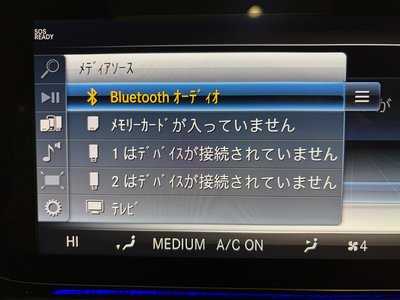 SOS
READY
ﾒﾃﾞｨｱｿｰｽ
Bluetooth ｵｰﾃﾞｨｵ
ﾒﾓﾘｰｶｰﾄﾞが入っていません
が
1 はﾃﾞﾊﾞｲｽが接続されていません
2 はﾃﾞﾊﾞｲｽが接続されていません
ﾃﾚﾋﾞ
HI MEDIUM A/C ON 4